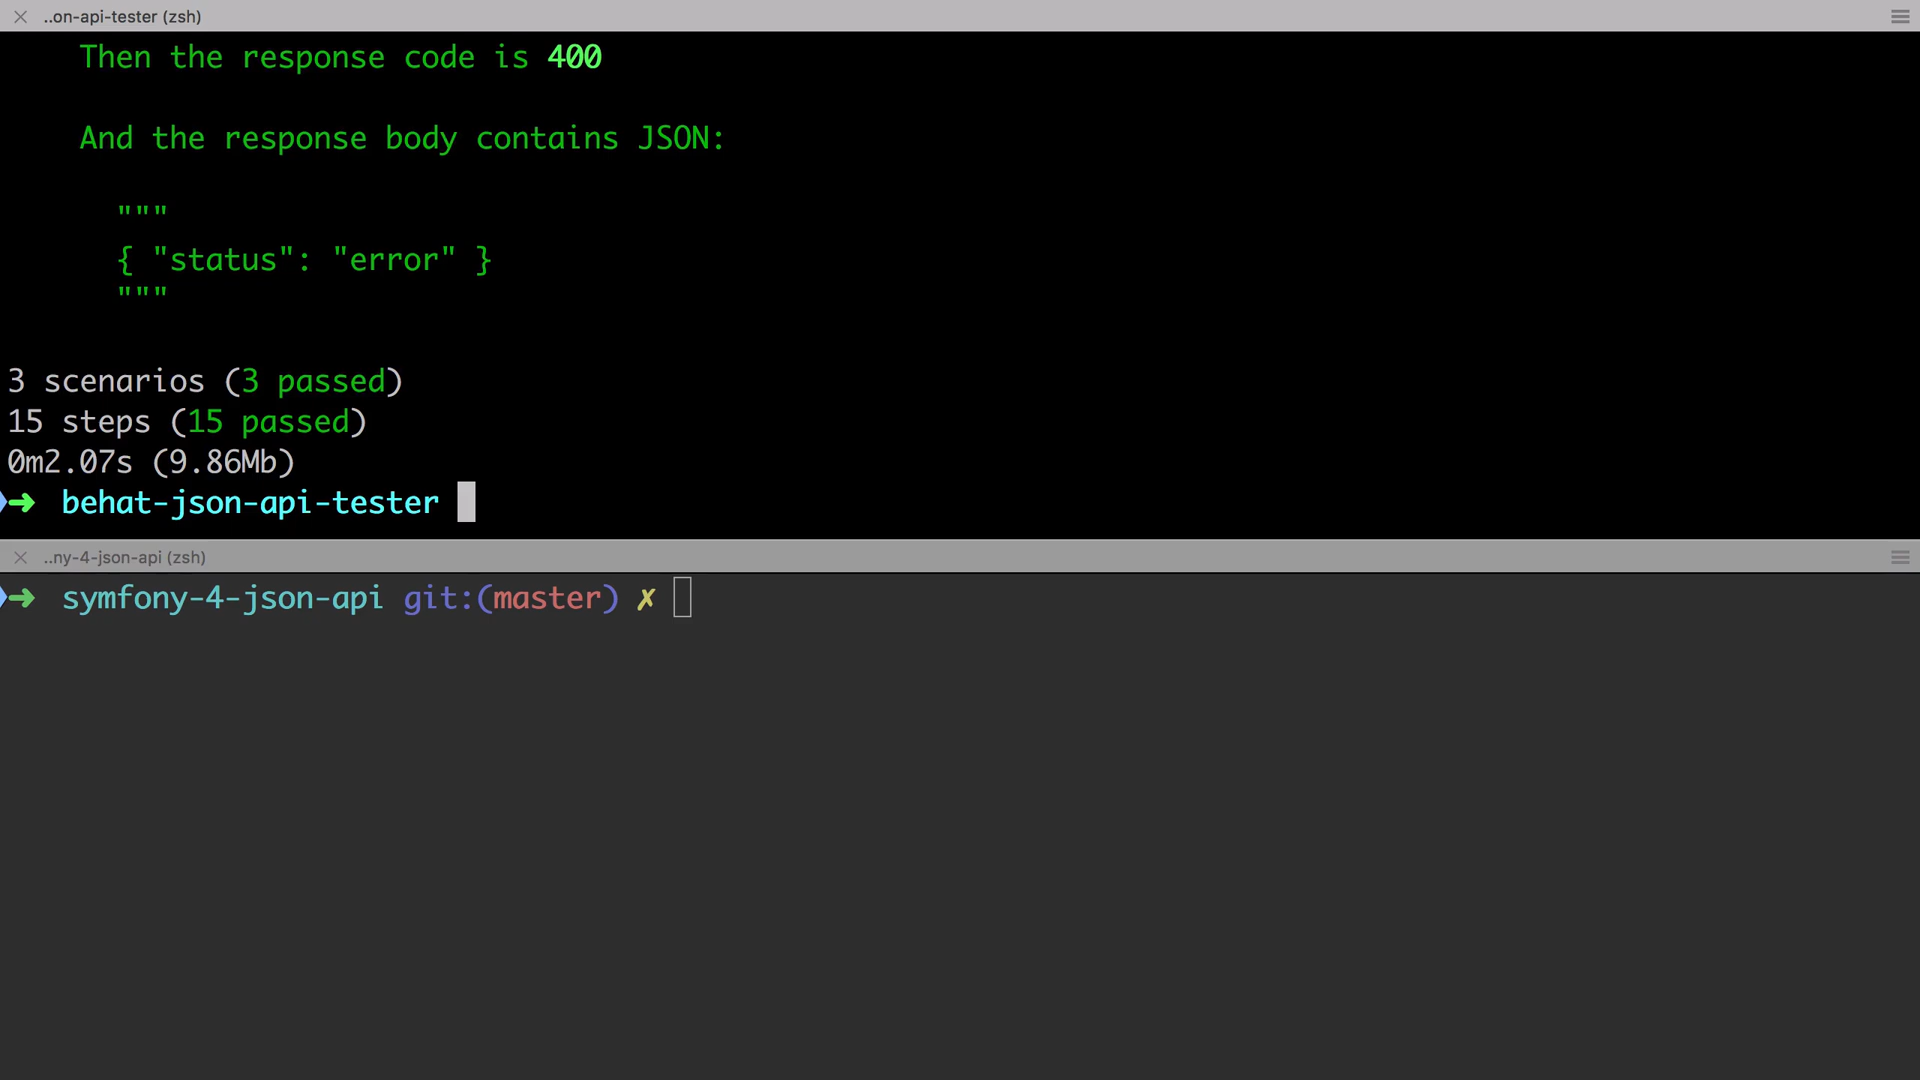 ..on-api-tester (zsh)
Then the response code is 400
And the response body contains JSON:
"""
{ "status": "error" }
"""
3 scenarios (3 passed)
15 steps (15 passed)
0m2.07s (9.86Mb)
➜ behat-json-api-tester
..ny-4-json-api (zsh)
➜ symfony-4-json-api git:(master) ✗